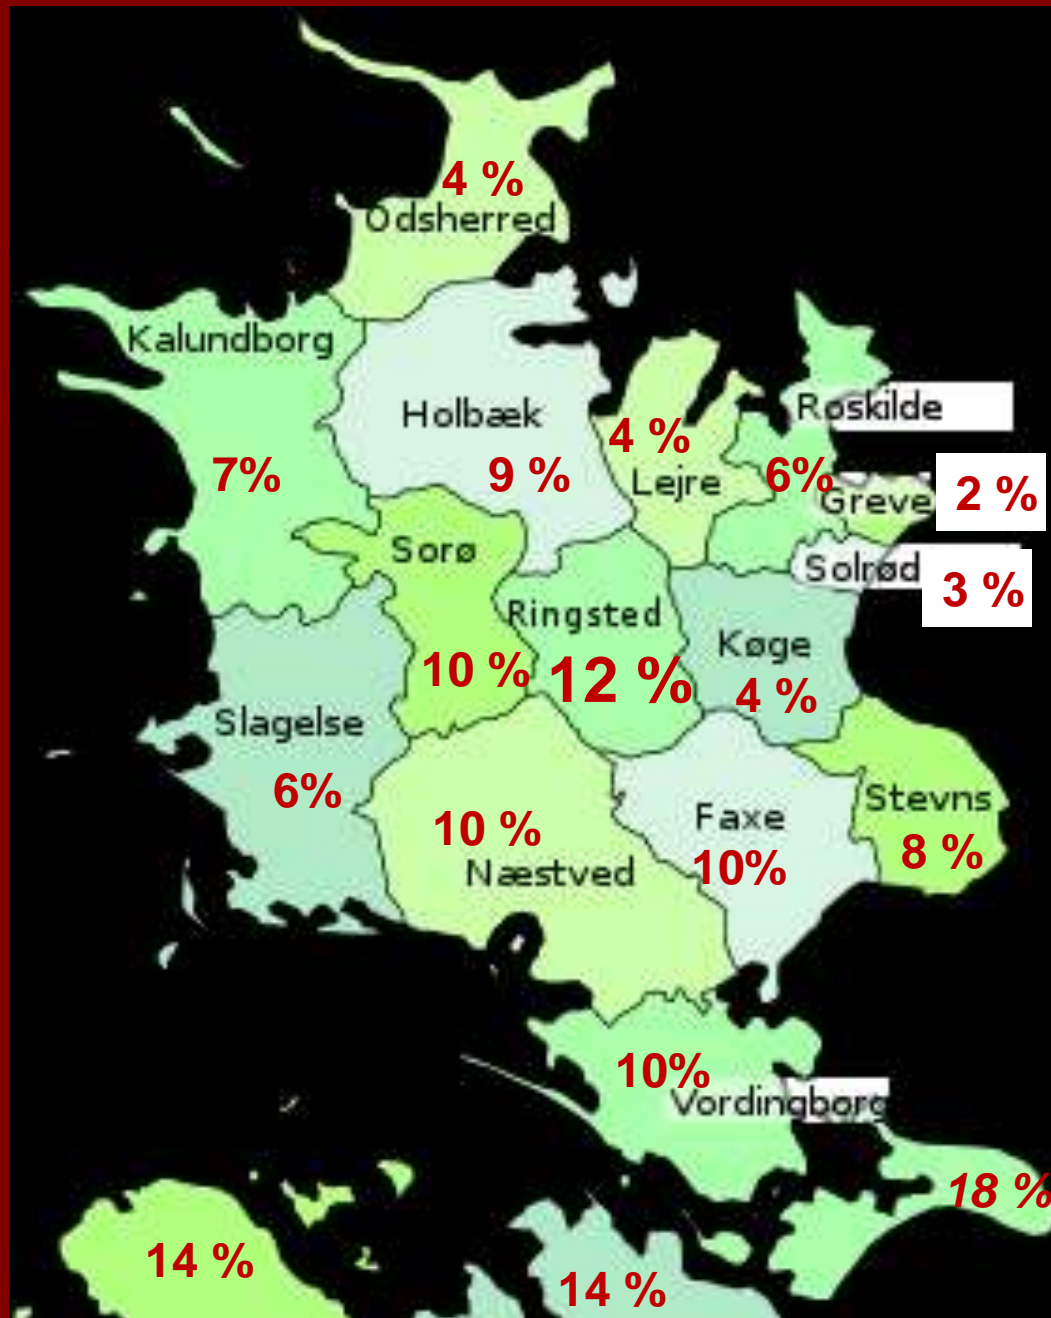 4 %
Odsherred
Kalundborg
7%
Holbæk
9 %
4 %
Lejre
Røskilde
6%
Greve
2 %
Solrød
3 %
Sorø
10 %
Ringsted
12 %
Køge
4 %
Slagelse
6%
10 %
Næstved
Faxe
10%
Stevns
8 %
10%
Vordingborg
18 %
14 %
14 %